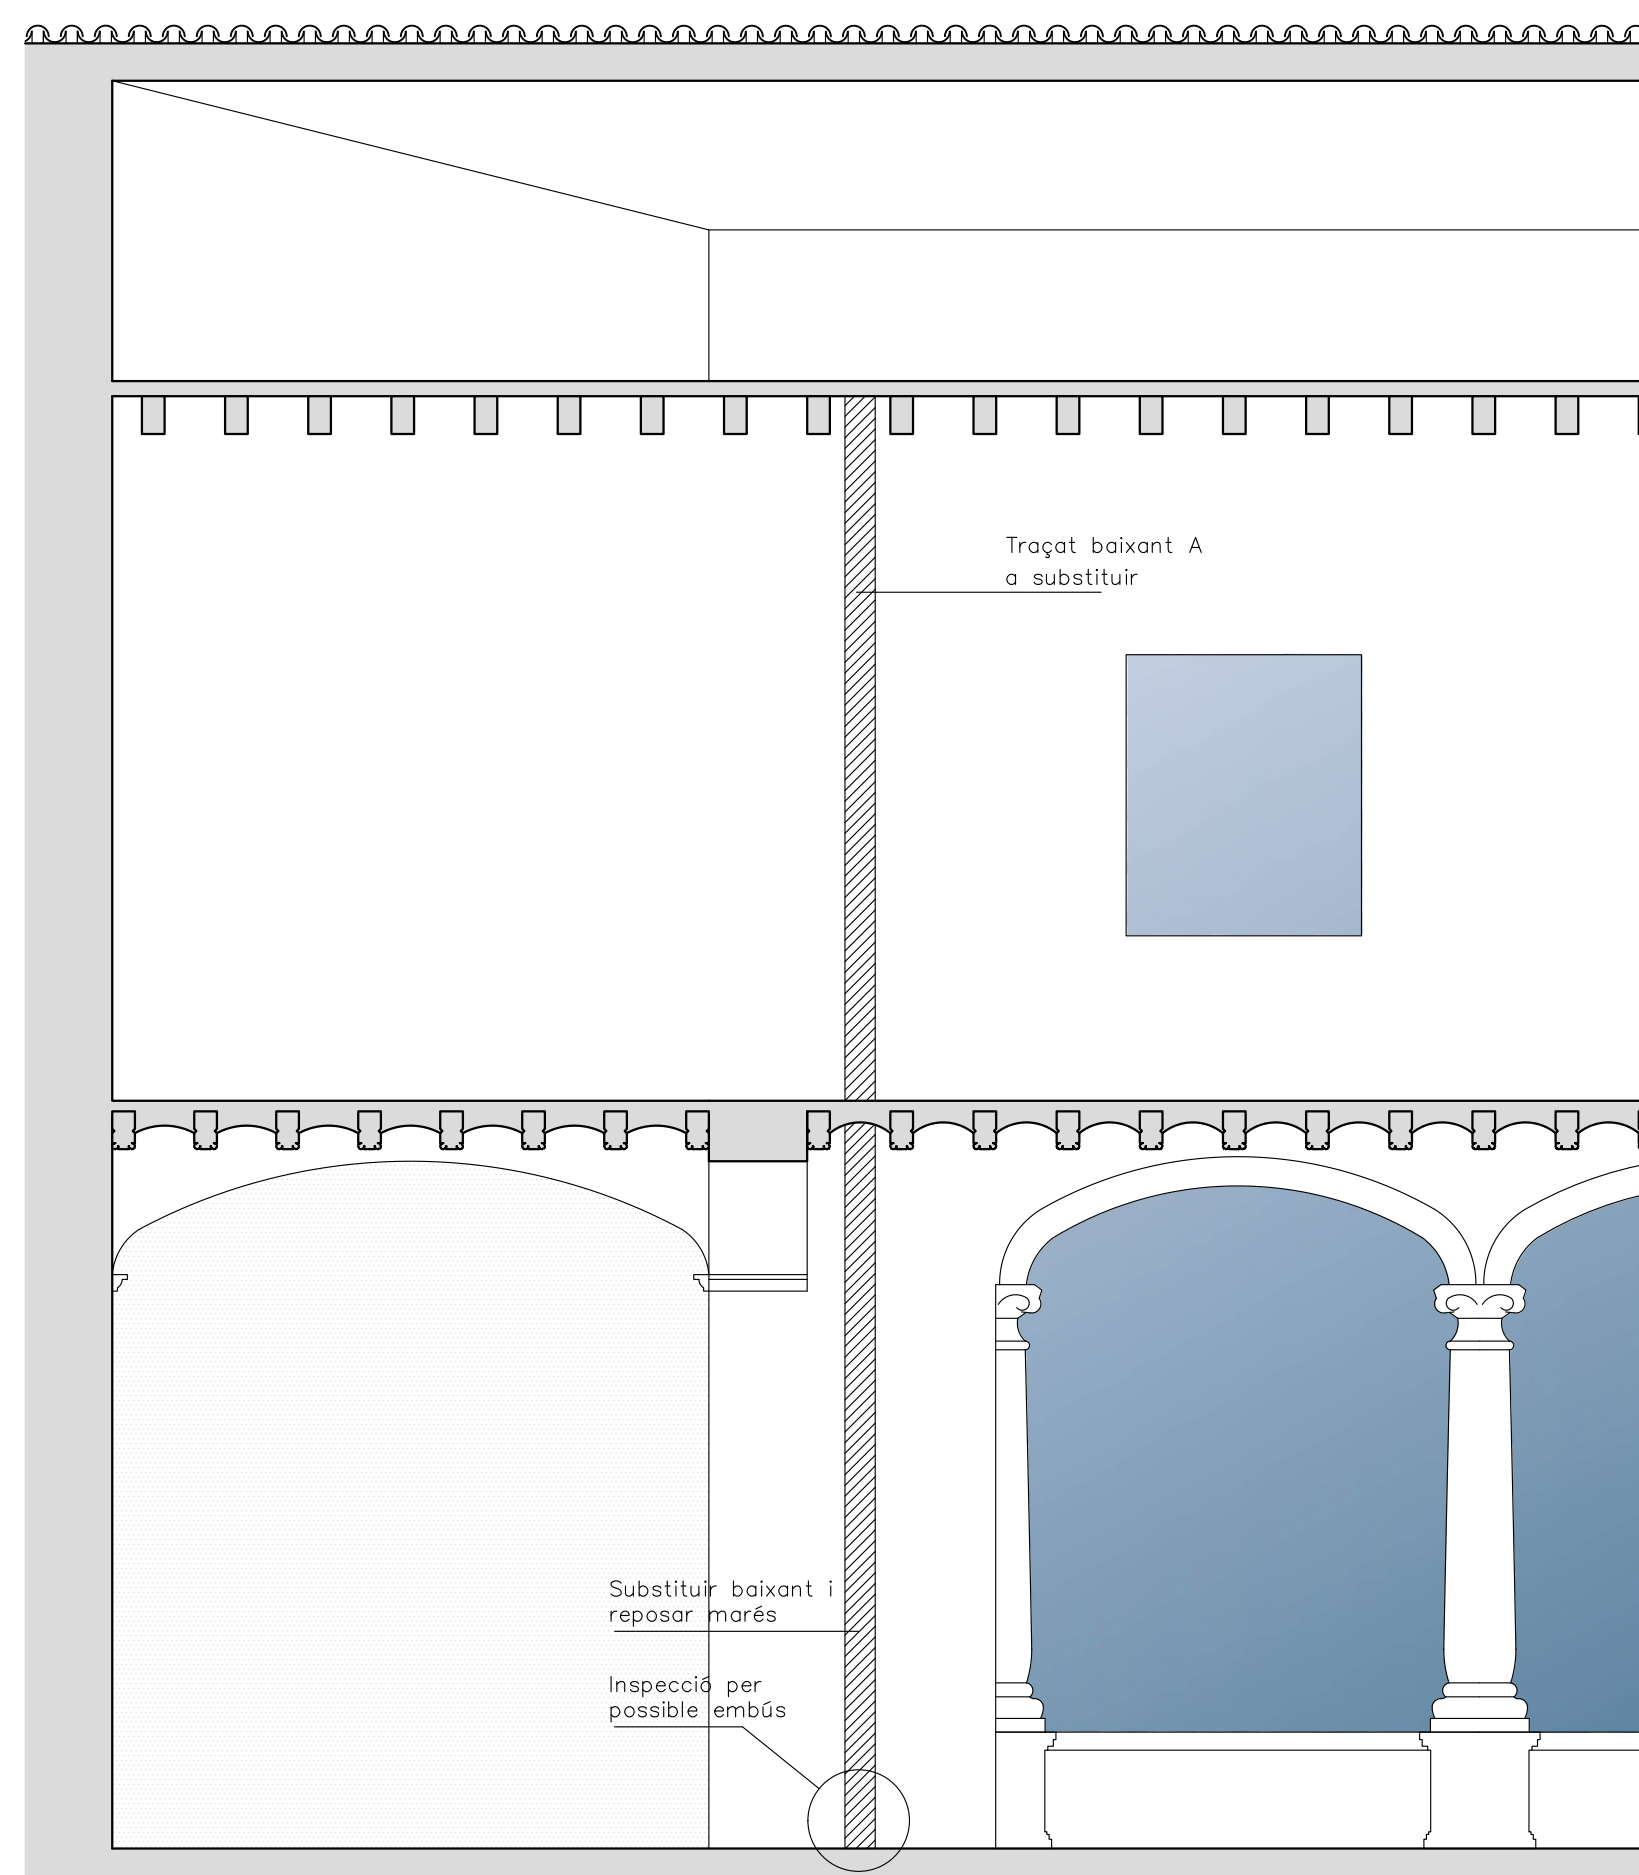 Traçat baixant A
a substituir
Substituir baixant i
reposar marés
Inspecció per
possible embús